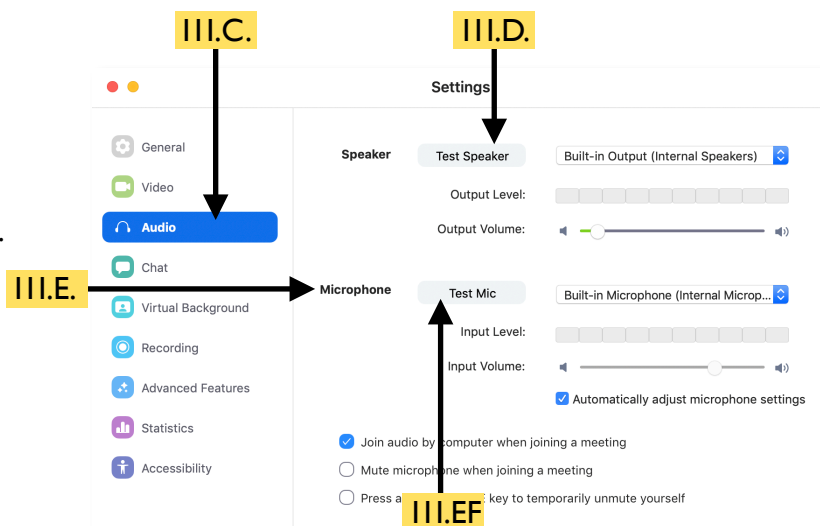 III.C.
III.D.
Settings
General
Video
Audio
Chat
Virtual Background
Recording
Advanced Features
Statistics
Accessibility
III.E.
Speaker Test Speaker Built-in Output (Internal Speakers)
Output Level:
Output Volume:
Microphone Test Mic Built-in Microphone (Internal Microp...
Input Level:
Input Volume:
Automatically adjust microphone settings
Join audio by computer when joining a meeting
Mute microphone when joining a meeting
Press a key to temporarily unmute yourself
III.EF